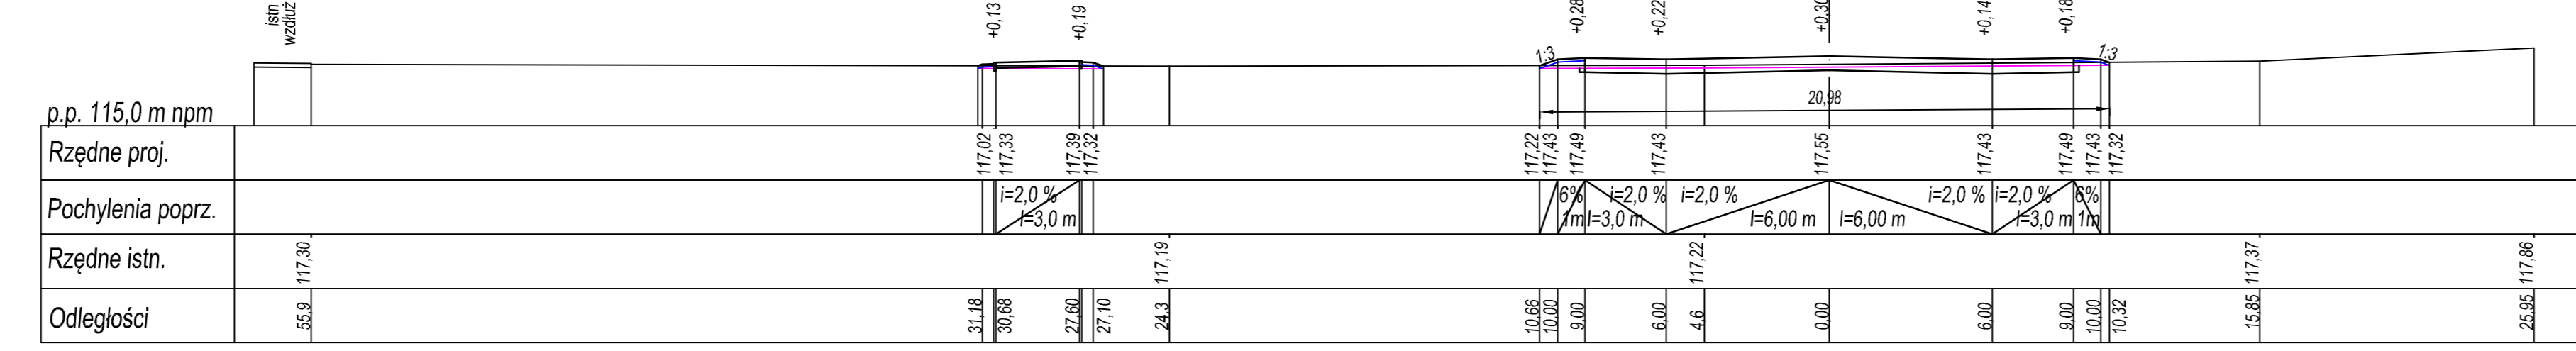 istn
wzdłuż
+0,13
+0,19
+0,28
+0,22
+0,30
+0,14
+0,18
1:3
1:3
20,98
p.p. 115,0 m npm
Rzędne proj.
117,02
117,33
117,39
117,32
117,22
117,43
117,49
117,43
117,55
117,43
117,49
117,43
117,32
Pochylenia poprz.
i=2,0 %
l=3,0 m
6%
1m
i=2,0 %
l=3,0 m
i=2,0 %
l=6,00 m
i=2,0 %
l=6,00 m
i=2,0 %
l=3,0 m
6%
1m
Rzędne istn.
117,30
117,19
117,22
117,37
117,86
Odległości
55,9
31,18
30,68
27,60
27,10
24,3
10,66
10,00
9,00
6,00
4,6
0,00
6,00
9,00
10,00
10,32
15,85
25,95